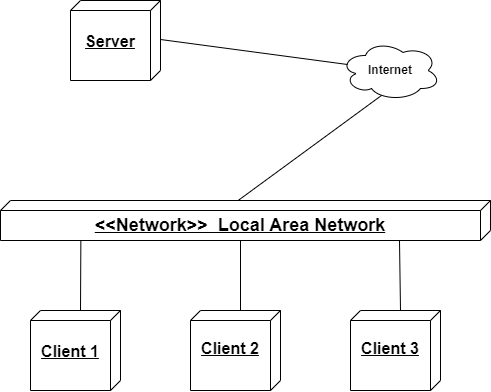 Server
Internet
<<Network>> Local Area Network
Client 1
Client 2
Client 3